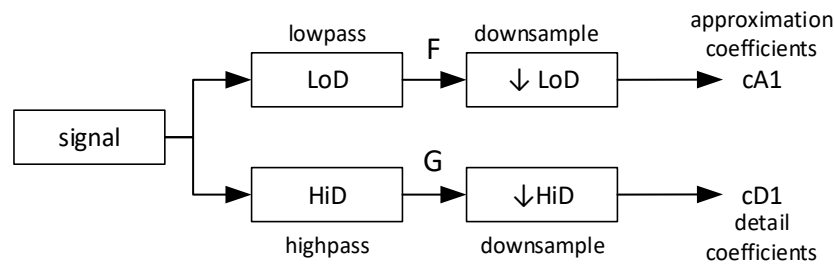 approximation
coefficients
lowpass
F
downsample
LoD
↓ LoD
cA1
signal
G
HiD
↓HiD
cD1
highpass
downsample
detail
coefficients